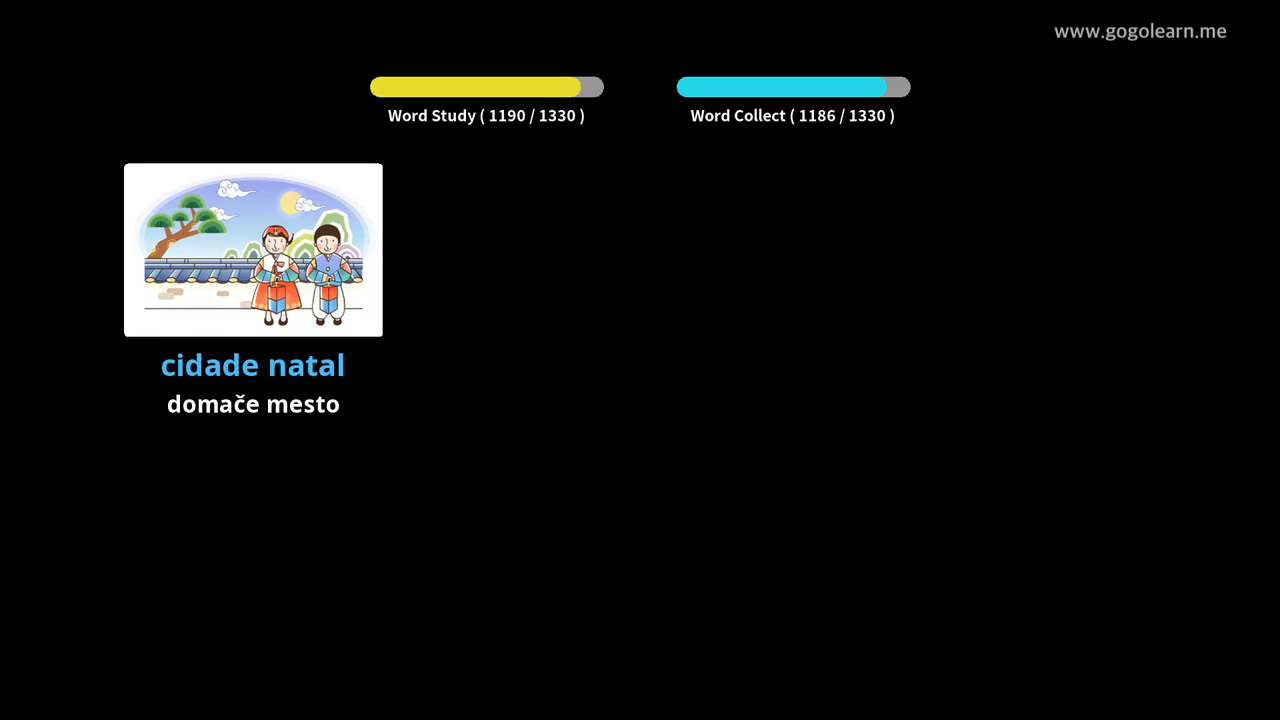 www.gogolearn.me
Word Study ( 1190 / 1330 )
Word Collect ( 1186 / 1330 )
cidade natal
domače mesto